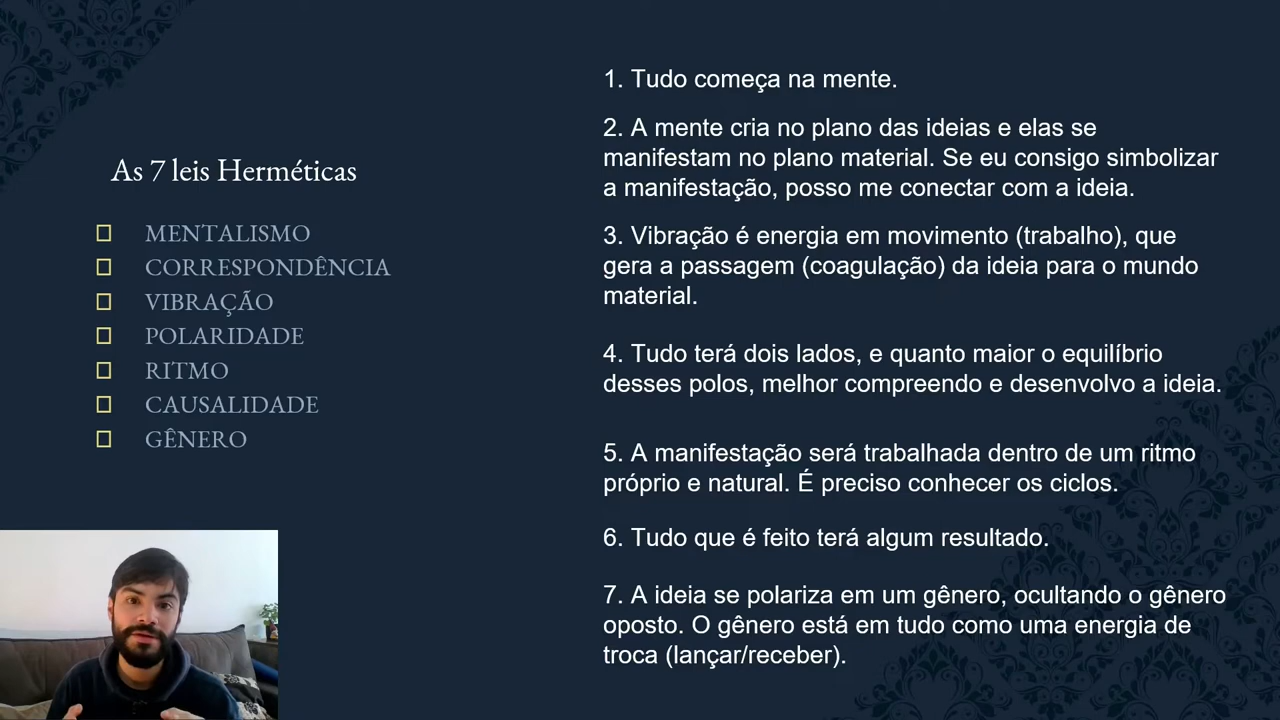 As 7 leis Herméticas
MENTALISMO
CORRESPONDÊNCIA
VIBRAÇÃO
POLARIDADE
RITMO
CAUSALIDADE
GÊNERO
1. Tudo começa na mente.
2. A mente cria no plano das ideias e elas se
manifestam no plano material. Se eu consigo simbolizar
a manifestação, posso me conectar com a ideia.
3. Vibração é energia em movimento (trabalho), que
gera a passagem (coagulação) da ideia para o mundo
material.
4. Tudo terá dois lados, e quanto maior o equilíbrio
desses polos, melhor compreendo e desenvolvo a ideia.
5. A manifestação será trabalhada dentro de um ritmo
próprio e natural. É preciso conhecer os ciclos.
6. Tudo que é feito terá algum resultado.
7. A ideia se polariza em um gênero, ocultando o gênero
oposto. O gênero está em tudo como uma energia de
troca (lançar/receber).